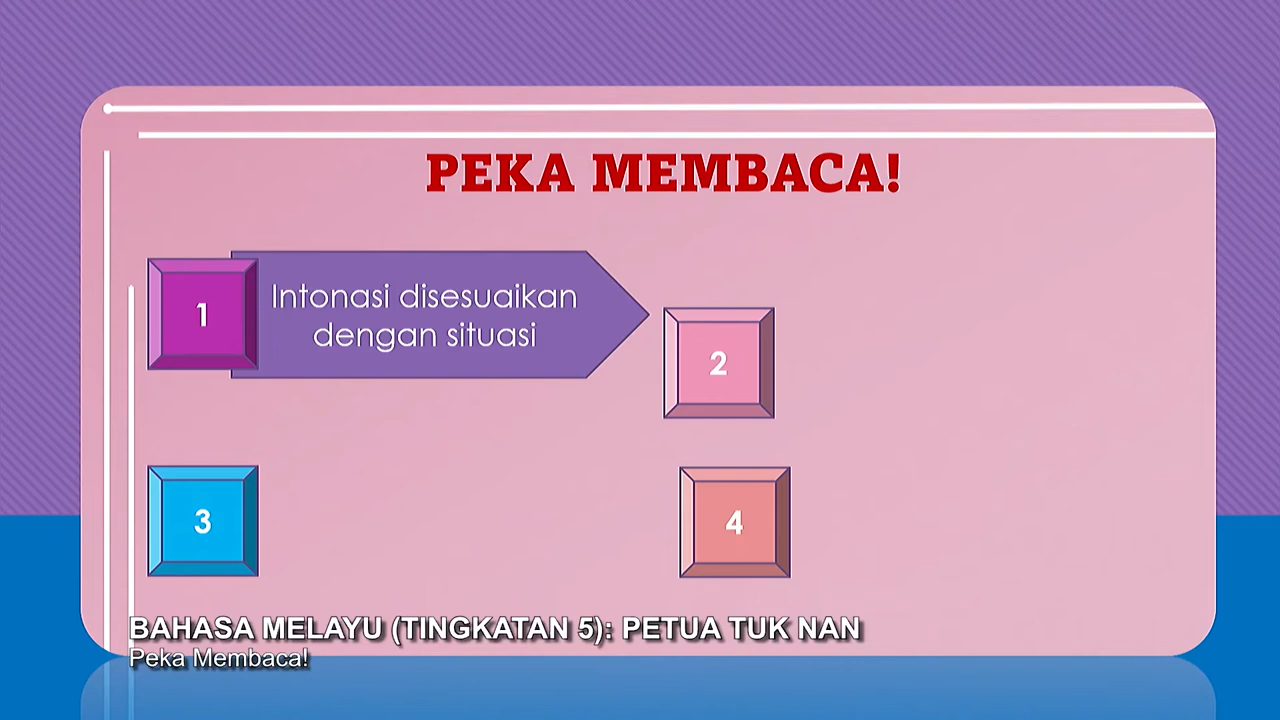 PEKA MEMBACA!
1
Intonasi disesuaikan
dengan situasi
2
3
4
BAHASA MELAYU (TINGKATAN 5): PETUA TUK NAN
Peka Membaca!